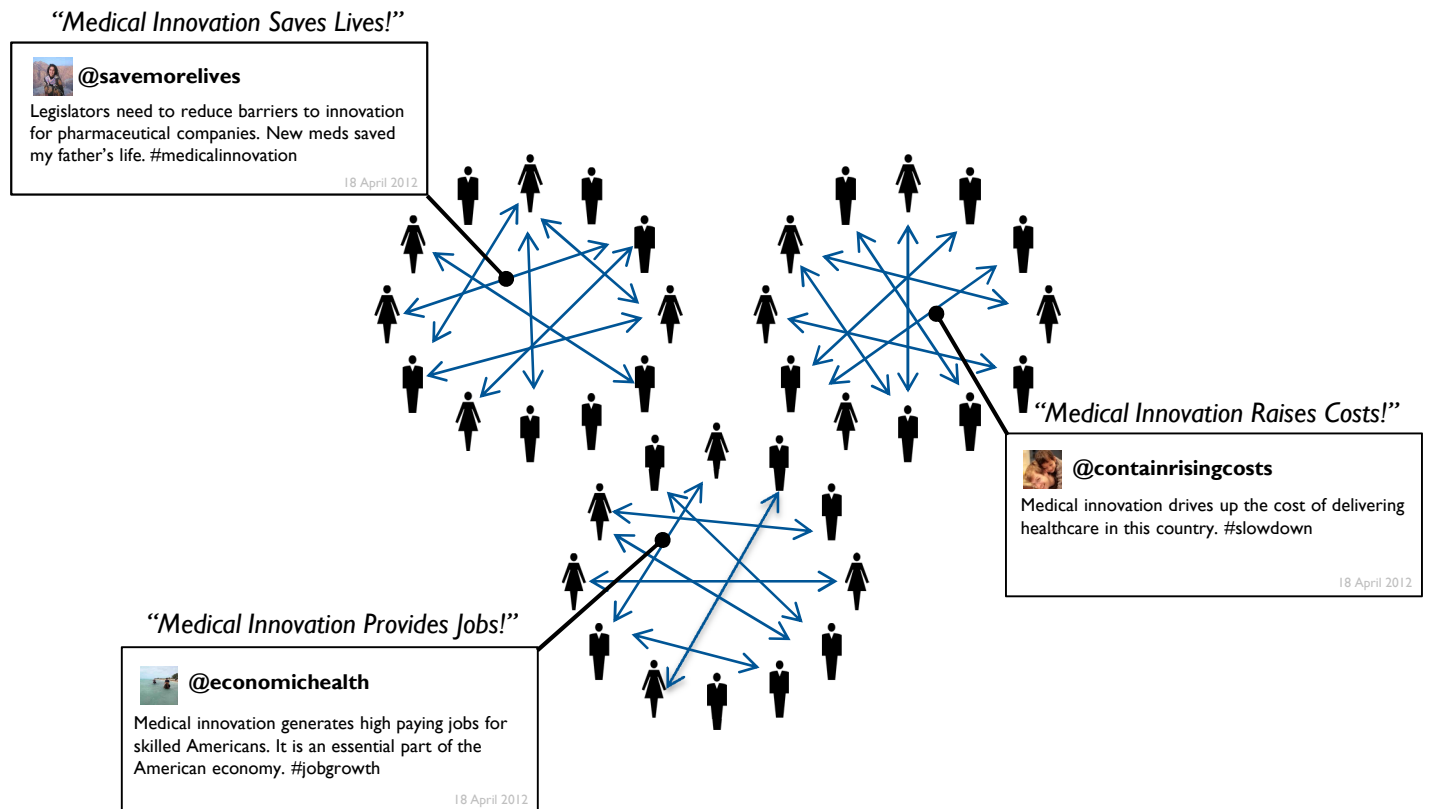 “Medical Innovation Saves Lives!”
@savemorelives
Legislators need to reduce barriers to innovation
for pharmaceutical companies. New meds saved
my father’s life. #medicalinnovation
18 April 2012
“Medical Innovation Raises Costs!”
@containrisingcosts
Medical innovation drives up the cost of delivering
healthcare in this country. #slowdown
18 April 2012
“Medical Innovation Provides Jobs!”
@economichealth
Medical innovation generates high paying jobs for
skilled Americans. It is an essential part of the
American economy. #jobgrowth
18 April 2012